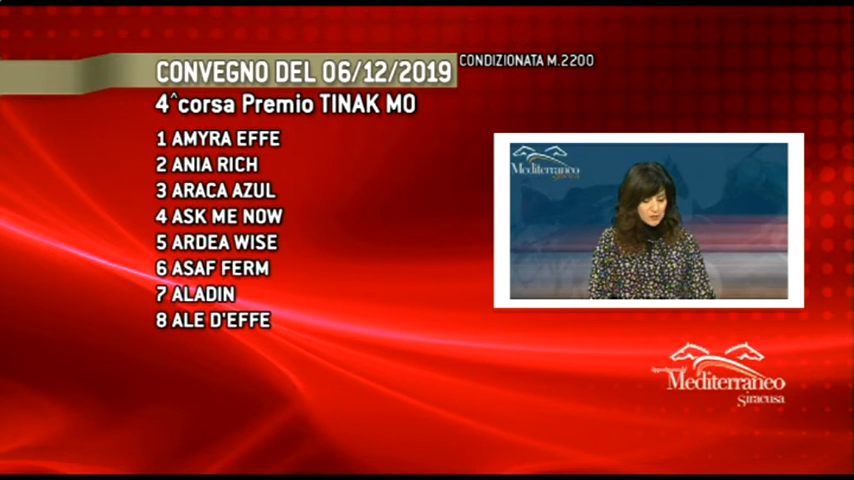 CONVEGNO DEL 06/12/2019
CONDIZIONATA M.2200
4^corsa Premio TINAK MO
1 AMYRA EFFE
2 ANIA RICH
3 ARACA AZUL
4 ASK ME NOW
5 ARDEA WISE
6 ASAF FERM
7 ALADIN
8 ALE D'EFFE
Mediterraneo
Siracusa
Mediterraneo
Siracusa